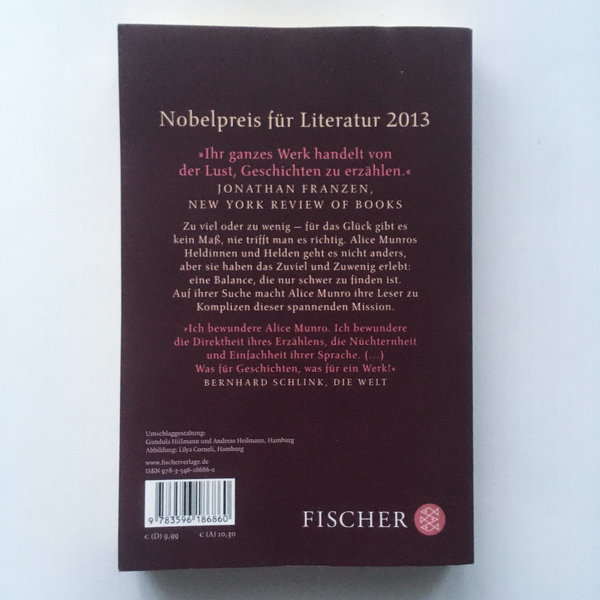 Nobelpreis für Literatur 2013
»Ihr ganzes Werk handelt von
der Lust, Geschichten zu erzählen.«
JONATHAN FRANZEN,
NEW YORK REVIEW OF BOOKS
Zu viel oder zu wenig – für das Glück gibt es
kein Maß, nie trifft man es richtig. Alice Munros
Heldinnen und Helden geht es nicht anders,
aber sie haben das Zuviel und Zuwenig erlebt:
eine Balance, die nur schwer zu finden ist.
Auf ihrer Suche macht Alice Munro ihre Leser zu
Komplizen dieser spannenden Mission.
»Ich bewundere Alice Munro. Ich bewundere
die Direktheit ihres Erzählens, die Nüchternheit
und Einfachheit ihrer Sprache. (...)
Was für Geschichten, was für ein Werk!«
BERNHARD SCHLINK, DIE WELT
Umschlaggestaltung:
Gundula Hißmann und Andreas Heilmann, Hamburg
Abbildung: Lilya Corneli, Hamburg
www.fischerverlage.de
ISBN 978-3-596-18686-0
9 783596 186860
€ (D) 9,99 € (A) 10,30
FISCHER